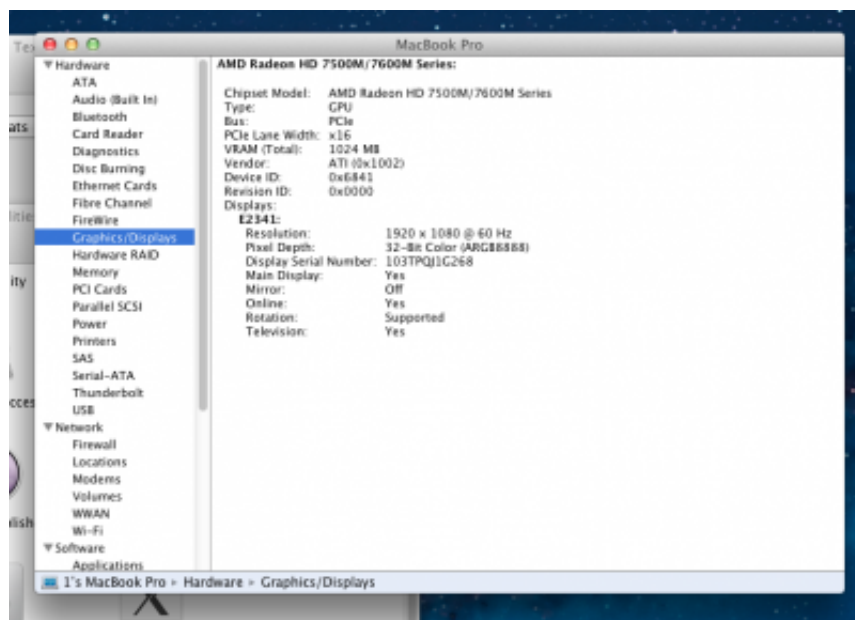 MacBook Pro
Hardware
ATA
Audio (Built In)
Bluetooth
Card Reader
Diagnostics
Disc Burning
Ethernet Cards
Fibre Channel
FireWire
Graphics/Displays
Hardware RAID
Memory
PCI Cards
Parallel SCSI
Power
Printers
SAS
Serial-ATA
Thunderbolt
USB
Network
Firewall
Locations
Modems
Volumes
WWAN
Wi-Fi
Software
Applications
AMD Radeon HD 7500M/7600M Series:
Chipset Model: AMD Radeon HD 7500M/7600M Series
Type: GPU
Bus: PCIe
PCIe Lane Width: x16
VRAM (Total): 1024 MB
Vendor: ATI (0x1002)
Device ID: 0x6841
Revision ID: 0x0000
Displays:
E2341:
Resolution: 1920 x 1080 @ 60 Hz
Pixel Depth: 32-Bit Color (ARGB8888)
Display Serial Number: 103TPQJ1G268
Main Display: Yes
Mirror: Off
Online: Yes
Rotation: Supported
Television: Yes
1's MacBook Pro ▸ Hardware ▸ Graphics/Displays